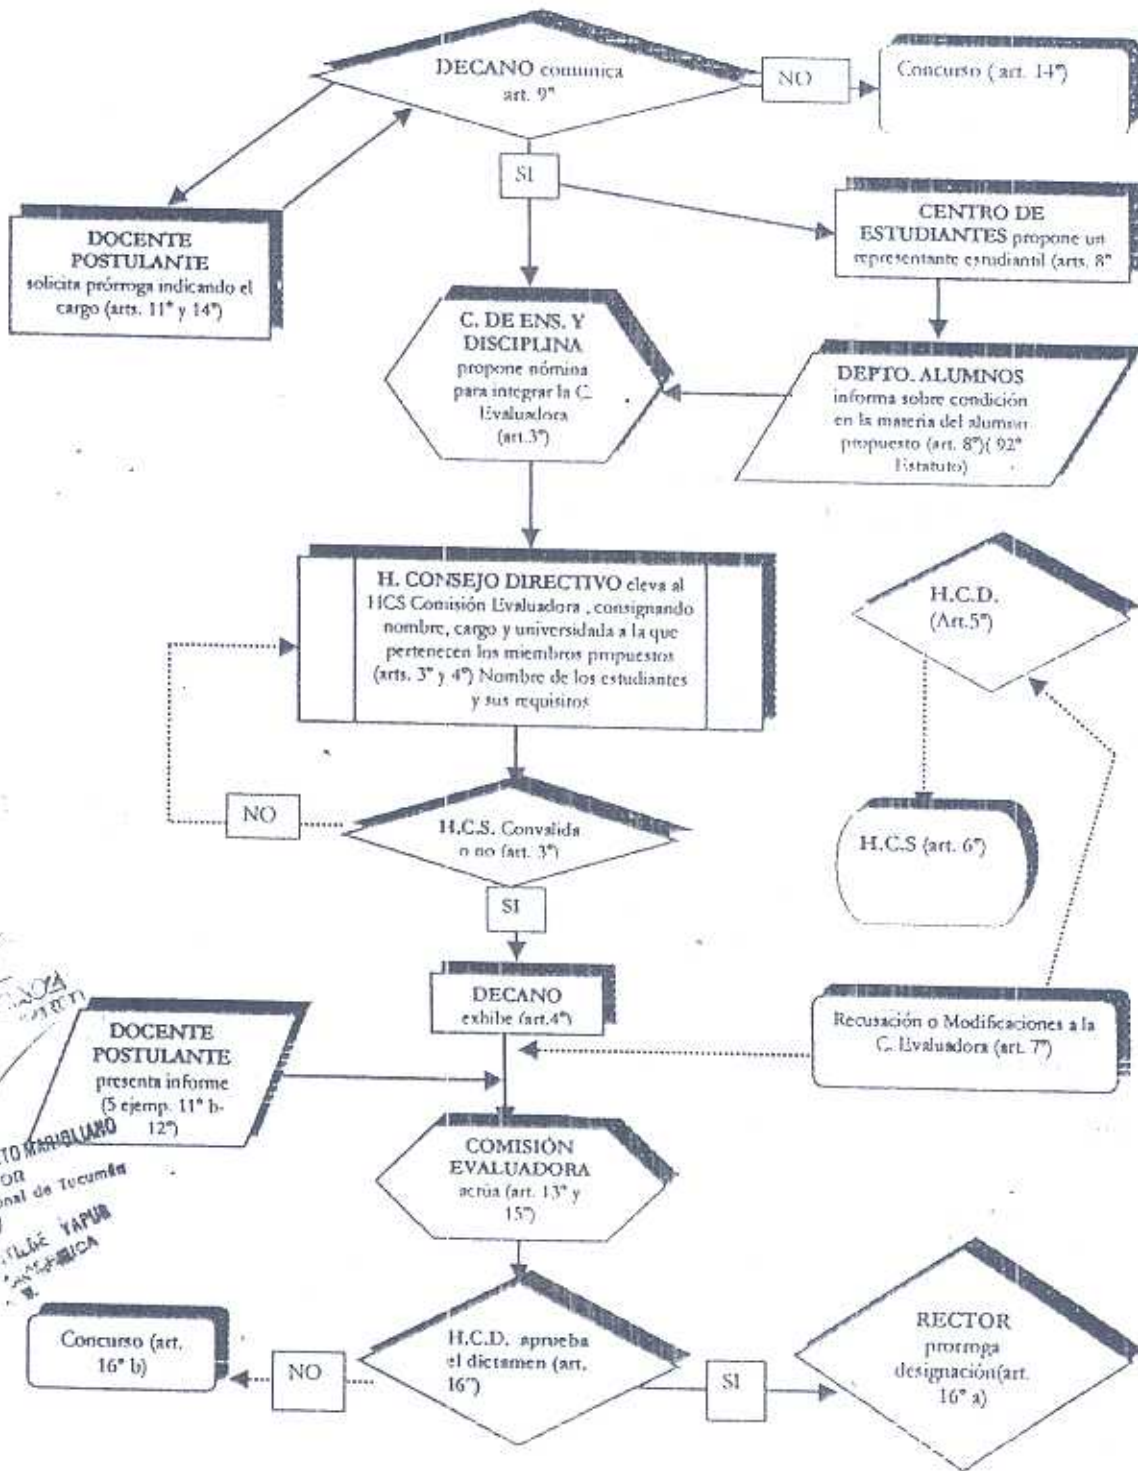 DECANO comunica
art. 9°
NO
Concurso ( art. 14°)
SI
DOCENTE
POSTULANTE
solicita prórroga indicando el
cargo (arts. 11° y 14°)
CENTRO DE
ESTUDIANTES propone un
representante estudiantil (arts. 8°
C. DE ENS. Y
DISCIPLINA
propone nómina
para integrar la C.
Evaluadora
(art.3°)
DEPTO. ALUMNOS
informa sobre condición
en la materia del alumno
propuesto (art. 8°)( 92°
Estatuto)
H. CONSEJO DIRECTIVO eleva al
HCS Comisión Evaluadora , consignando
nombre, cargo y universidada a la que
pertenecen los miembros propuestos
(arts. 3° y 4°) Nombre de los estudiantes
y sus requisitos
H.C.D.
(Art.5°)
NO
H.C.S. Convalida
o no (art. 3°)
H.C.S (art. 6°)
SI
DECANO
exhibe (art.4°)
Recusación o Modificaciones a la
C. Evaluadora (art. 7°)
DOCENTE
POSTULANTE
presenta informe
(5 ejemp. 11° b-
12°)
MARIGLIANO
OR
onal de Tucumán
YAPUR
COMISIÓN
EVALUADORA
actúa (art. 13° y
15°)
Concurso (art.
16° b)
NO
H.C.D. aprueba
el dictamen (art.
16°)
SI
RECTOR
prorroga
designación(art.
16° a)